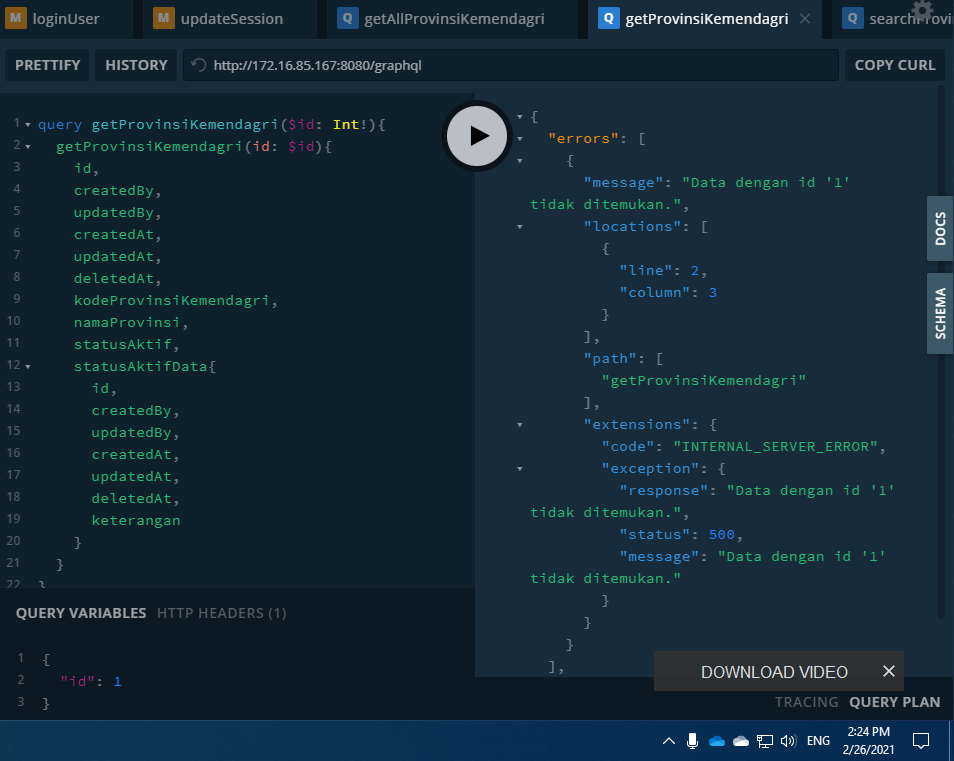 M loginUser
M updateSession
Q getAllProvinsiKemendagri
Q getProvinsiKemendagri
Q searchProvi
PRETTIFY
HISTORY
http://172.16.85.167:8080/graphql
COPY CURL
1 query getProvinsiKemendagri($id: Int!){
2 getProvinsiKemendagri(id: $id){
3 id,
4 createdBy,
5 updatedBy,
6 createdAt,
7 updatedAt,
8 deletedAt,
9 kodeProvinsiKemendagri,
10 namaProvinsi,
11 statusAktif,
12 statusAktifData{
13 id,
14 createdBy,
15 updatedBy,
16 createdAt,
17 updatedAt,
18 deletedAt,
19 keterangan
20 }
21 }
22 }
{
"errors": [
{
"message": "Data dengan id '1'
tidak ditemukan.",
"locations": [
{
"line": 2,
"column": 3
}
],
"path": [
"getProvinsiKemendagri"
],
"extensions": {
"code": "INTERNAL_SERVER_ERROR",
"exception": {
"response": "Data dengan id '1'
tidak ditemukan.",
"status": 500,
"message": "Data dengan id '1'
tidak ditemukan."
}
}
}
],
DOCS
SCHEMA
QUERY VARIABLES HTTP HEADERS (1)
1 {
2 "id": 1
3 }
DOWNLOAD VIDEO
TRACING QUERY PLAN
ENG
2:24 PM
2/26/2021